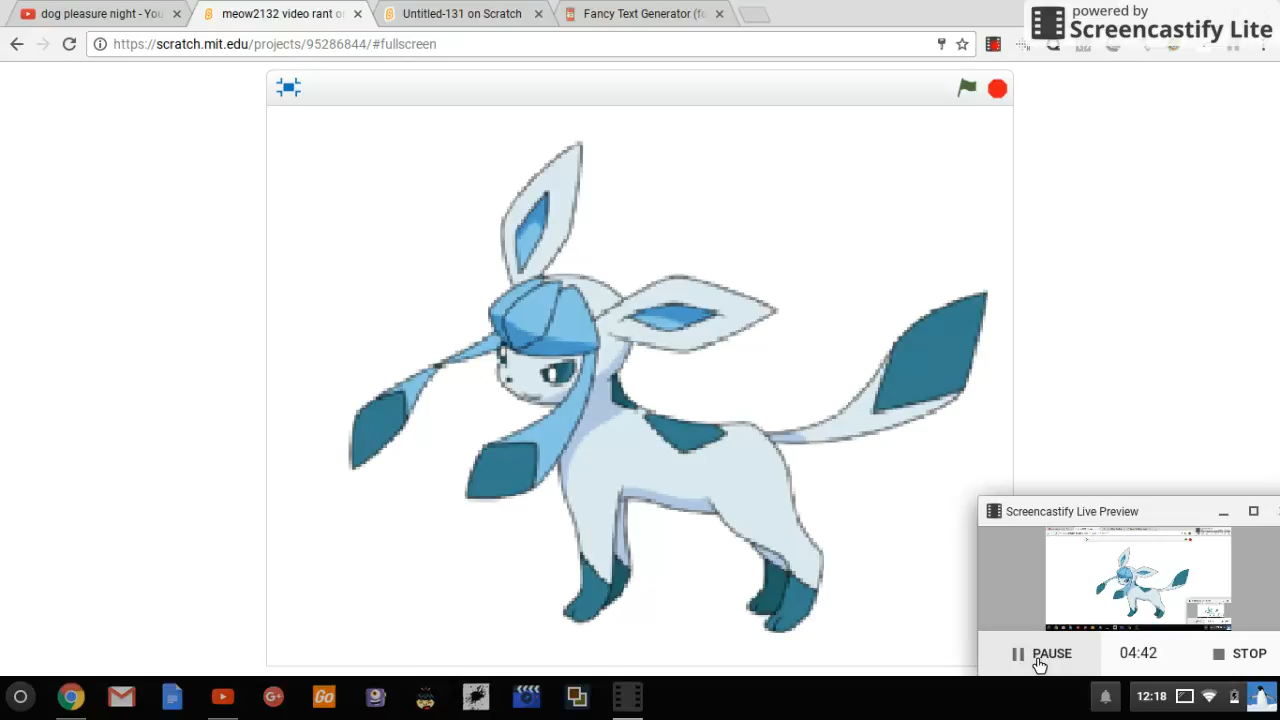 dog pleasure night - You
meow2132 video rant o
Untitled-131 on Scratch
Fancy Text Generator (fo
powered by
Screencastify Lite
https://scratch.mit.edu/projects/
/#fullscreen
Screencastify Live Preview
PAUSE
04:42
STOP
Go
12:18